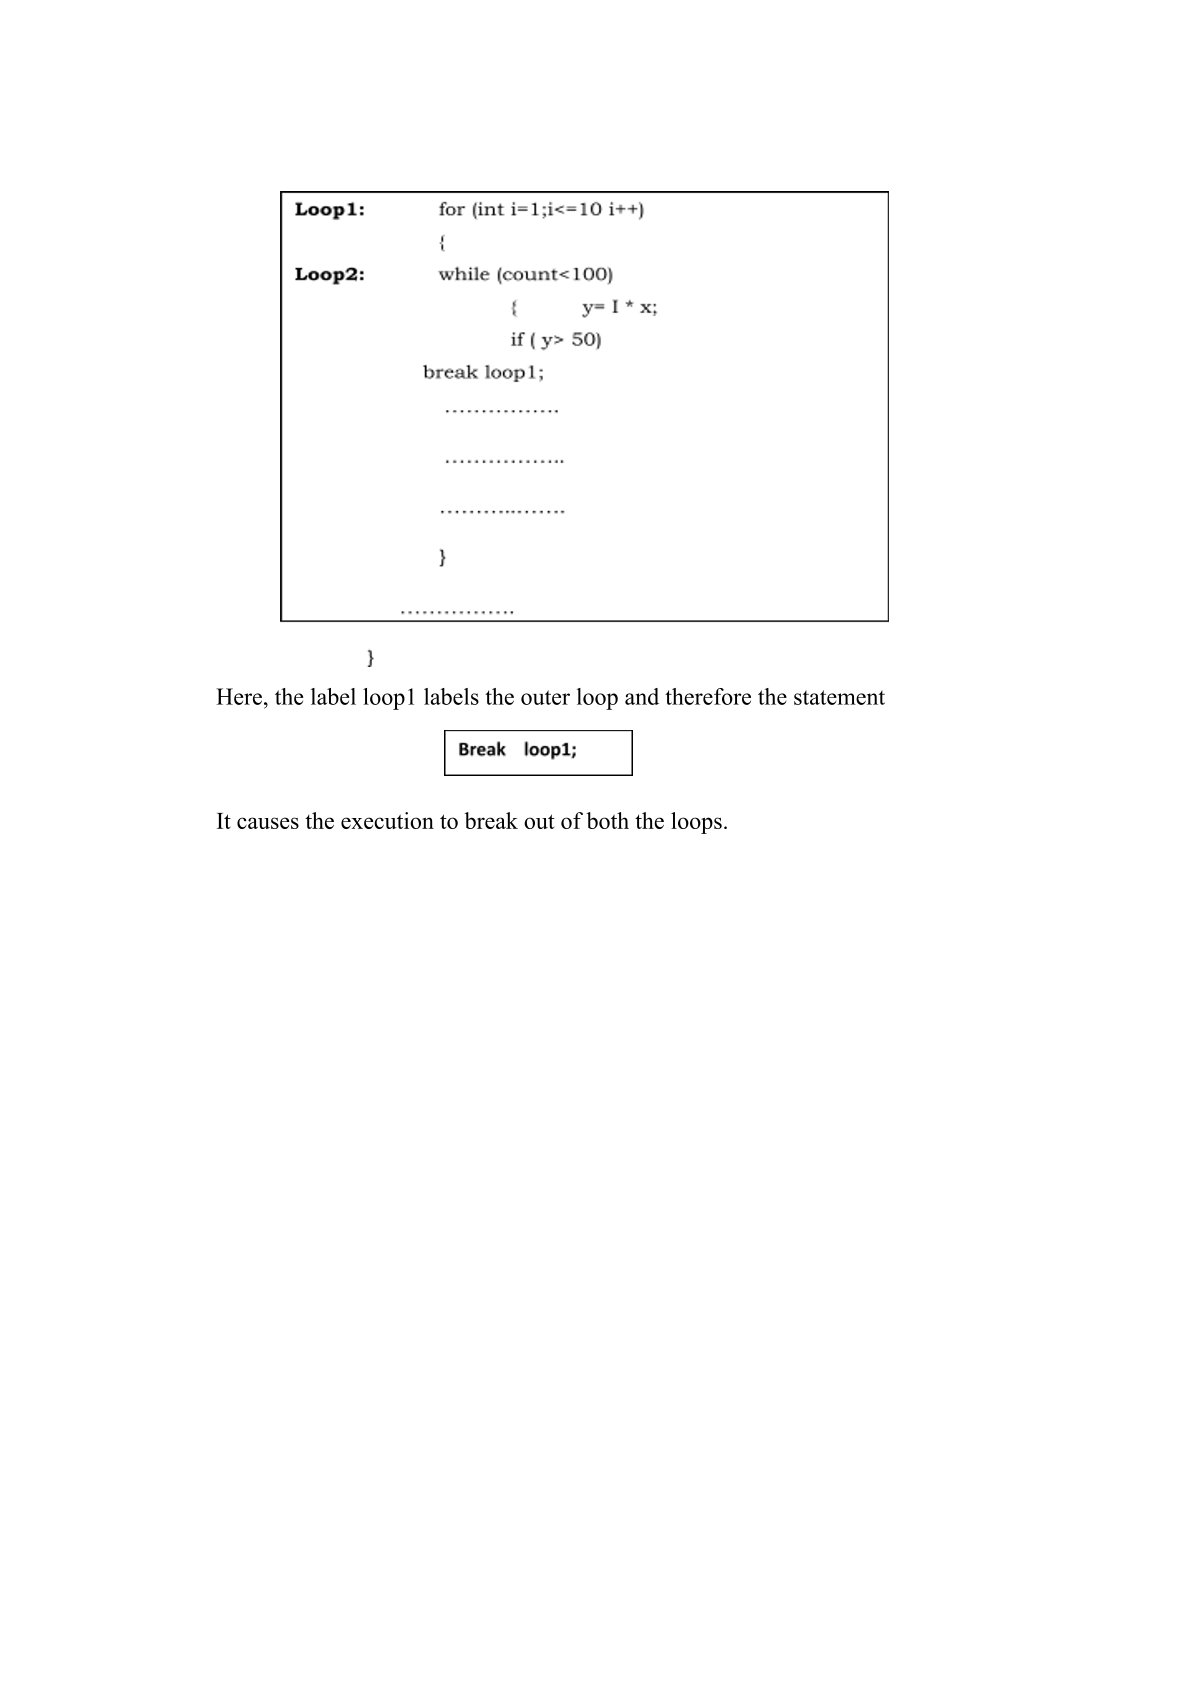 Loop1: for (int i=1;i<=10 i++)
{
Loop2: while (count<100)
{ y= I * x;
if ( y> 50)
break loop1;
................
.................
..................
}
................
}
Here, the label loop1 labels the outer loop and therefore the statement
Break loop1;
It causes the execution to break out of both the loops.